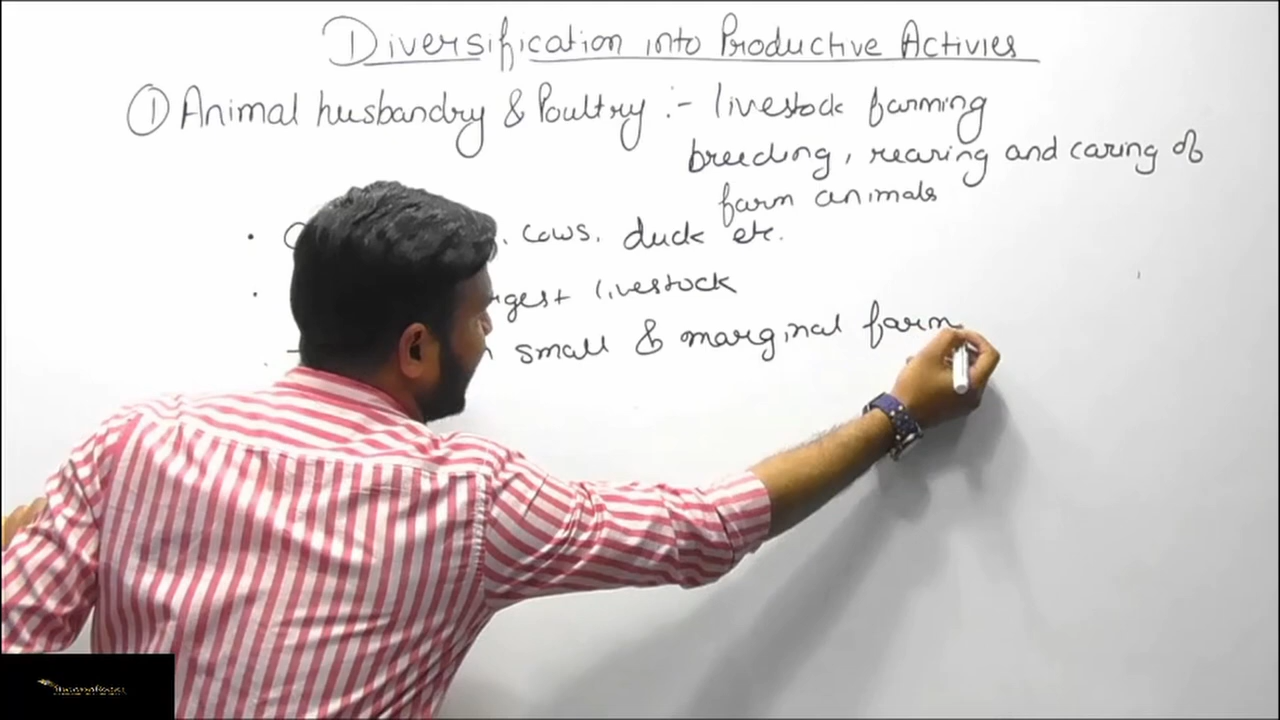 Diversification into Productive Activies
① Animal husbandry & Poultry :- livestock farming
breeding, rearing and caring of
farm animals
• cows. duck etc.
• livestock
small & marginal farm